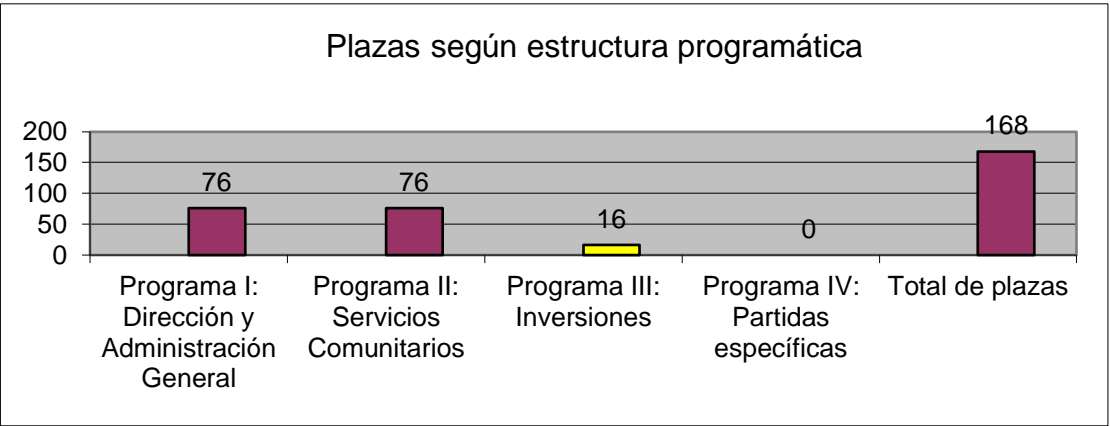 Plazas según estructura programática
200
150
100
50
0
76
76
16
0
168
Programa I:
Dirección y
Administración
General
Programa II:
Servicios
Comunitarios
Programa III:
Inversiones
Programa IV:
Partidas
específicas
Total de plazas